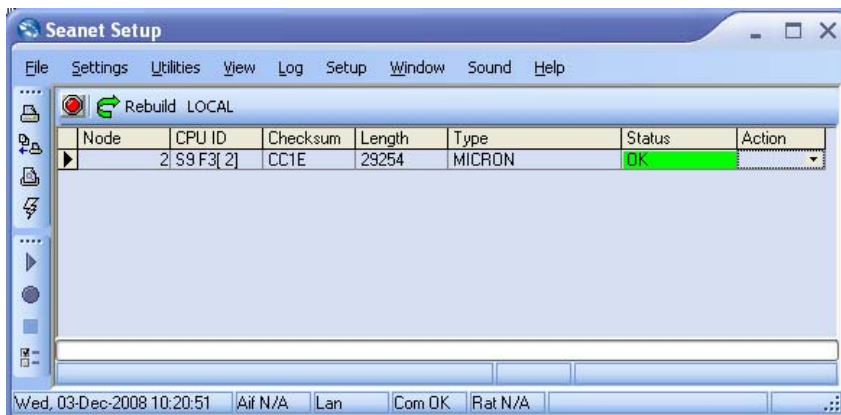 Seanet Setup
File Settings Utilities View Log Setup Window Sound Help
Rebuild LOCAL
Node CPU ID Checksum Length Type Status Action
2 S9 F3[ 2] CC1E 29254 MICRON OK
Wed, 03-Dec-2008 10:20:51 Aif N/A Lan Com OK Rat N/A